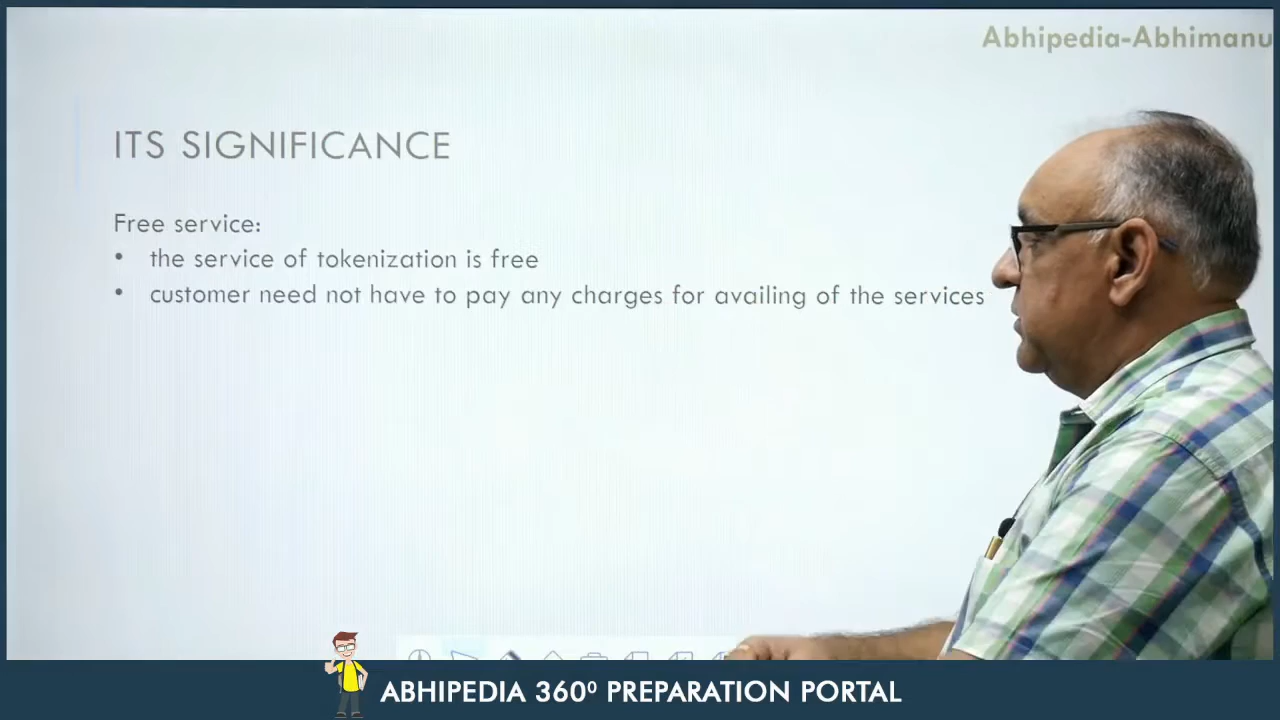 Abhipedia-Abhimanu
ITS SIGNIFICANCE
Free service:
• the service of tokenization is free
• customer need not have to pay any charges for availing of the services
ABHIPEDIA 360⁰ PREPARATION PORTAL